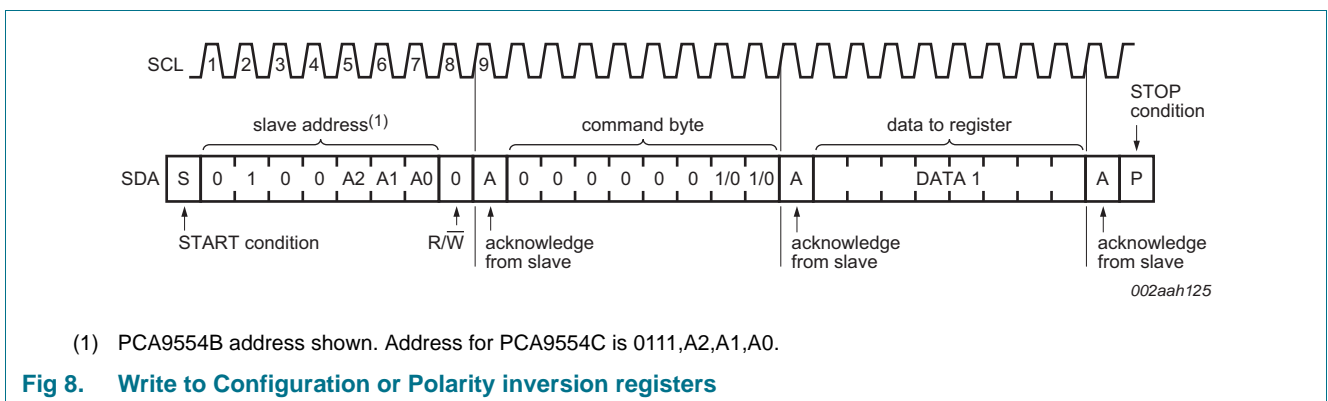 SCL 1 2 3 4 5 6 7 8 9
STOP
condition
slave address(1) command byte data to register
SDA S 0 1 0 0 A2 A1 A0 0 A 0 0 0 0 0 0 1/0 1/0 A DATA 1 A P
START condition R/W̅ acknowledge
from slave acknowledge
from slave acknowledge
from slave
002aah125
(1) PCA9554B address shown. Address for PCA9554C is 0111,A2,A1,A0.
Fig 8. Write to Configuration or Polarity inversion registers